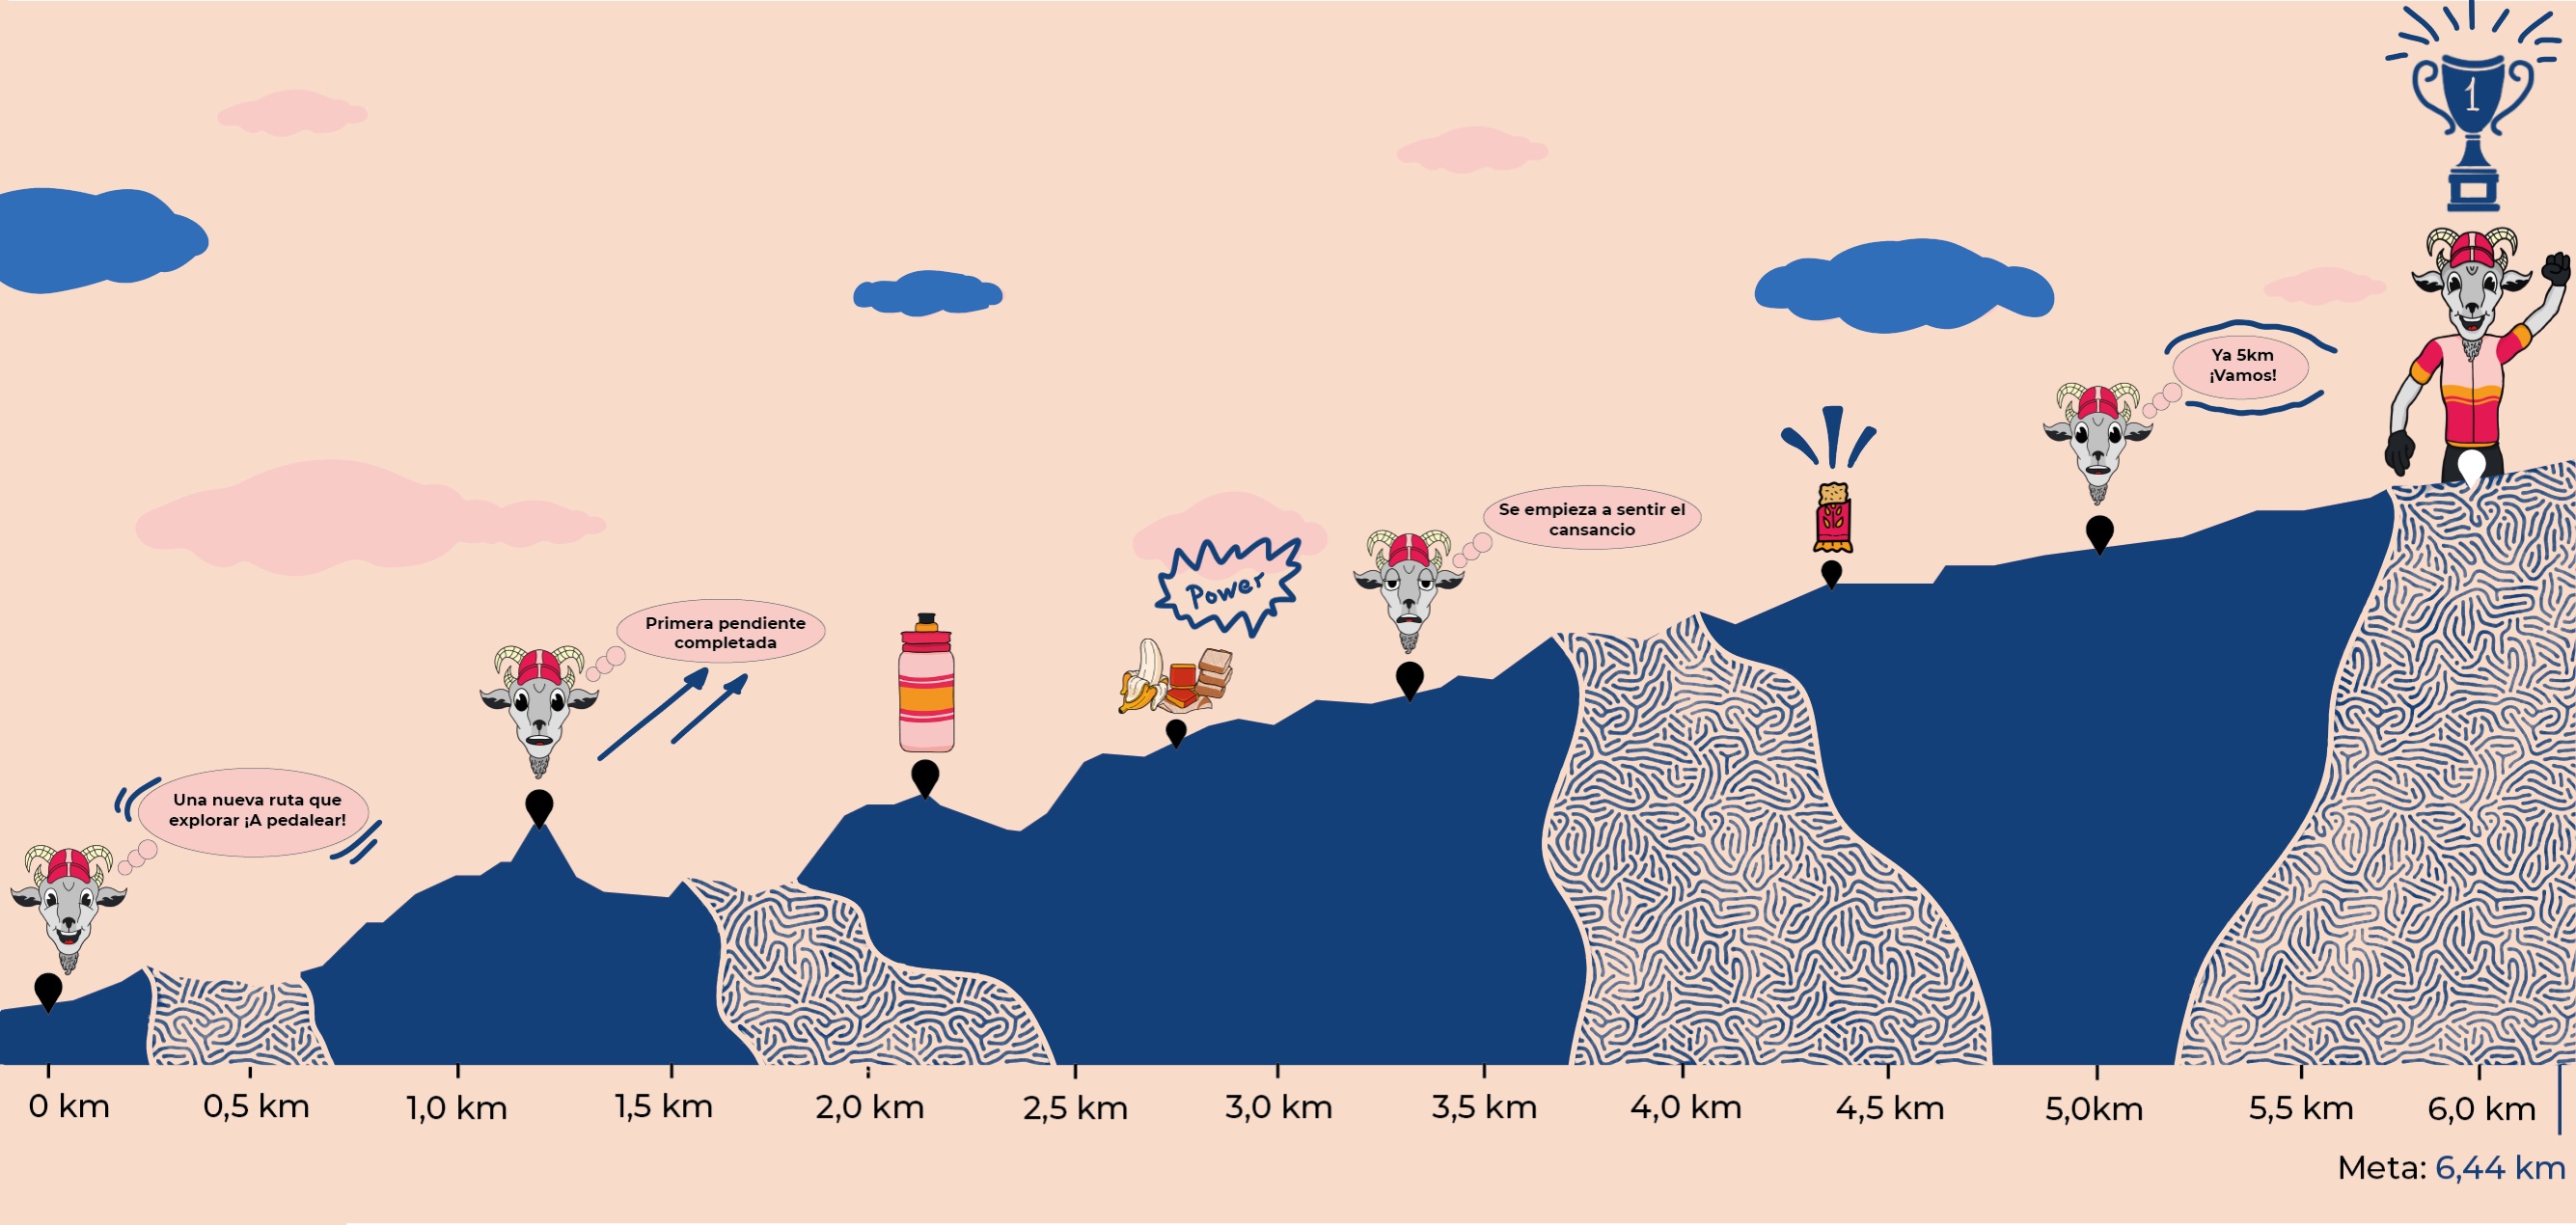 1
Ya 5km
¡Vamos!
Se empieza a sentir el
cansancio
Power
Primera pendiente
completada
Una nueva ruta que
explorar ¡A pedalear!
0 km
0,5 km
1,0 km
1,5 km
2,0 km
2,5 km
3,0 km
3,5 km
4,0 km
4,5 km
5,0km
5,5 km
6,0 km
Meta: 6,44 km